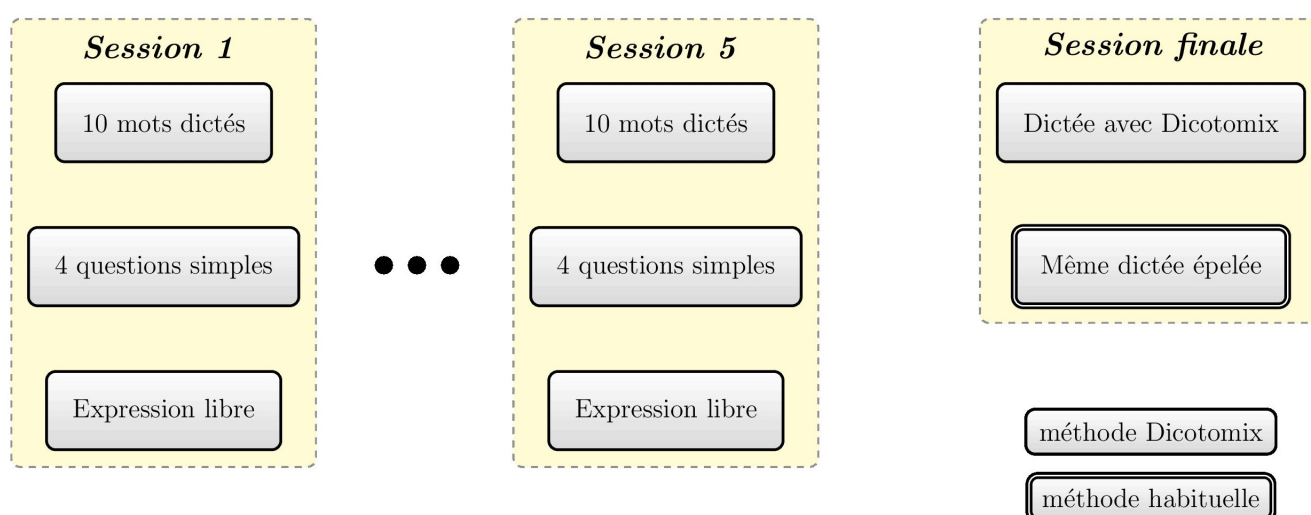 Session 1
10 mots dictés
4 questions simples
Expression libre
Session 5
10 mots dictés
4 questions simples
Expression libre
Session finale
Dictée avec Dicotomix
Même dictée épelée
méthode Dicotomix
méthode habituelle